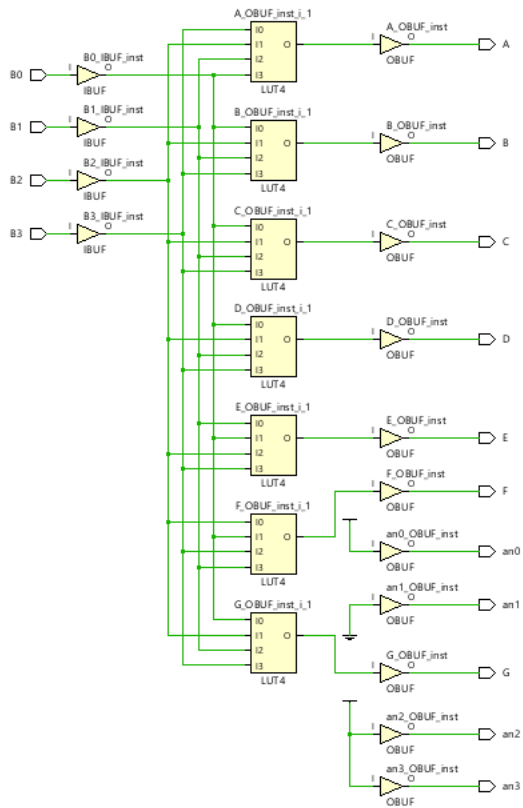 A_OBUF_inst_i_1
I0
I1
O
I2
I3
LUT4
A_OBUF_inst
I
O
OBUF
A
B0
B0_IBUF_inst
I
O
IBUF
B1
B1_IBUF_inst
I
O
IBUF
B2
B2_IBUF_inst
I
O
IBUF
B3
B3_IBUF_inst
I
O
IBUF
B_OBUF_inst_i_1
I0
I1
O
I2
I3
LUT4
B_OBUF_inst
I
O
OBUF
B
C_OBUF_inst_i_1
I0
I1
O
I2
I3
LUT4
C_OBUF_inst
I
O
OBUF
C
D_OBUF_inst_i_1
I0
I1
O
I2
I3
LUT4
D_OBUF_inst
I
O
OBUF
D
E_OBUF_inst_i_1
I0
I1
O
I2
I3
LUT4
E_OBUF_inst
I
O
OBUF
E
F_OBUF_inst_i_1
I0
I1
O
I2
I3
LUT4
F_OBUF_inst
I
O
OBUF
F
an0_OBUF_inst
I
O
OBUF
an0
an1_OBUF_inst
I
O
OBUF
an1
G_OBUF_inst_i_1
I0
I1
O
I2
I3
LUT4
G_OBUF_inst
I
O
OBUF
G
an2_OBUF_inst
I
O
OBUF
an2
an3_OBUF_inst
I
O
OBUF
an3